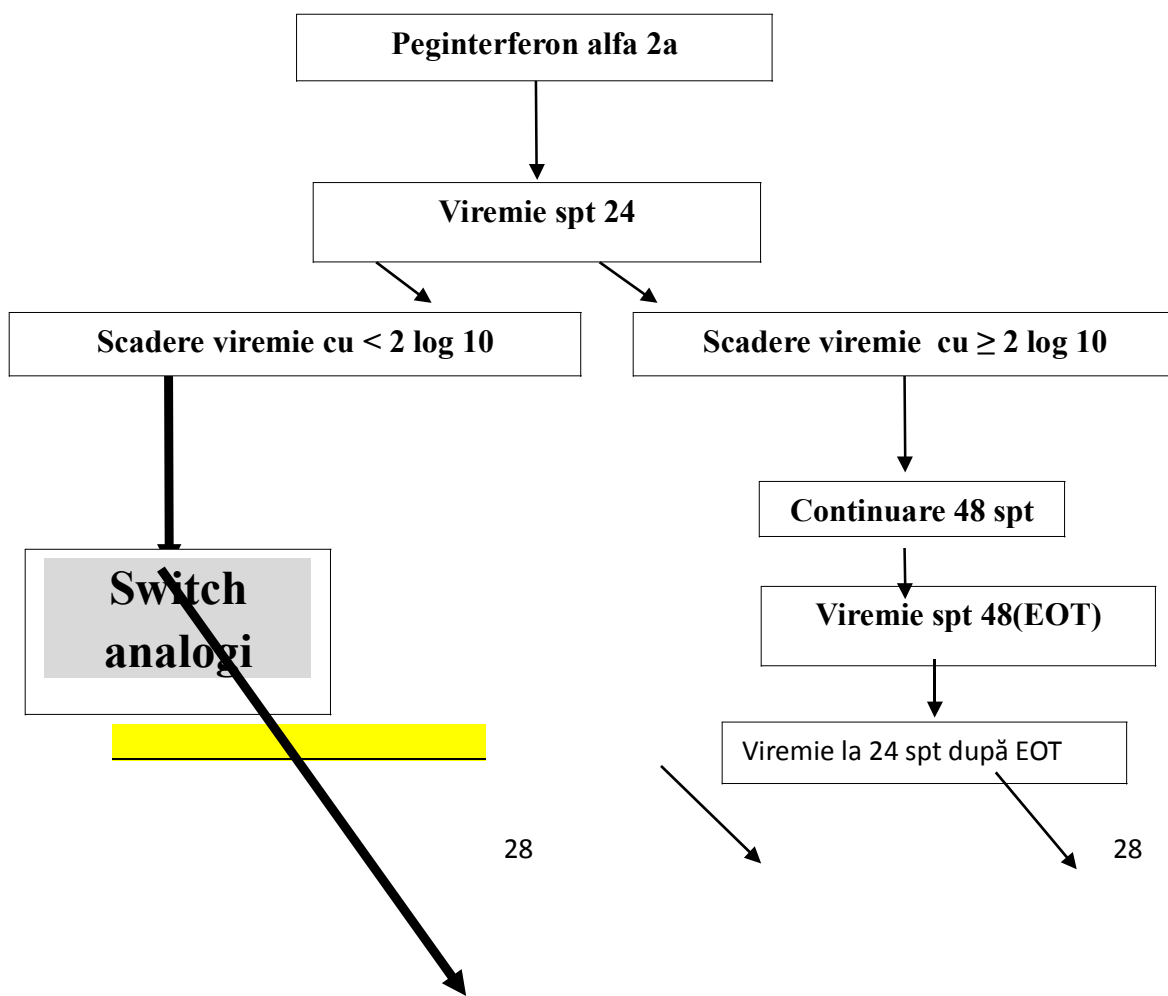 Peginterferon alfa 2a
Viremie spt 24
Scadere viremie cu < 2 log 10
Scadere viremie cu ≥ 2 log 10
Continuare 48 spt
Switch
analogi
Viremie spt 48(EOT)
Viremie la 24 spt după EOT
28
28